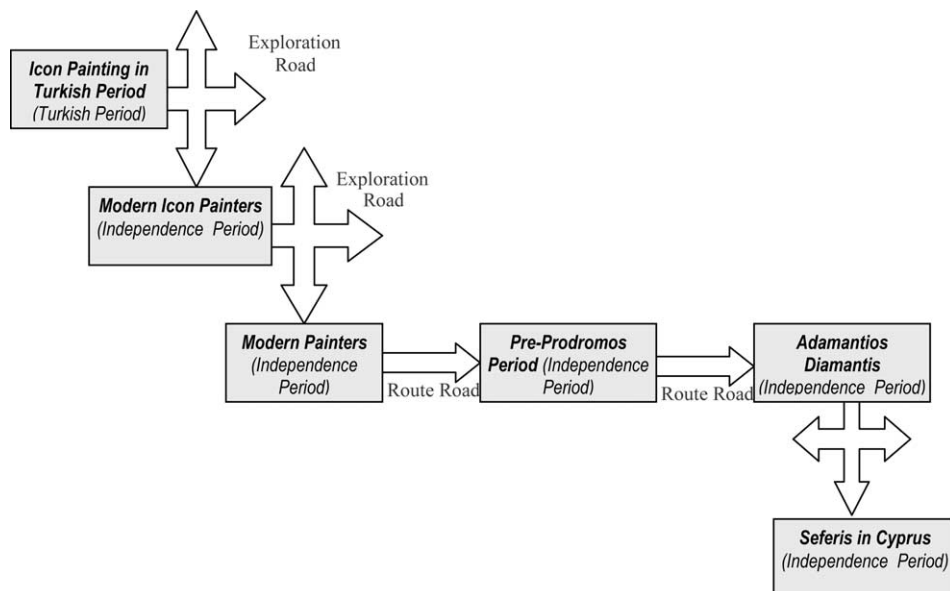 Exploration
Road
Icon Painting in
Turkish Period
(Turkish Period)
Exploration
Road
Modern Icon Painters
(Independence Period)
Modern Painters
(Independence
Period)
Route Road
Pre-Prodromos
Period (Independence
Period)
Route Road
Adamantios
Diamantis
(Independence Period)
Seferis in Cyprus
(Independence Period)